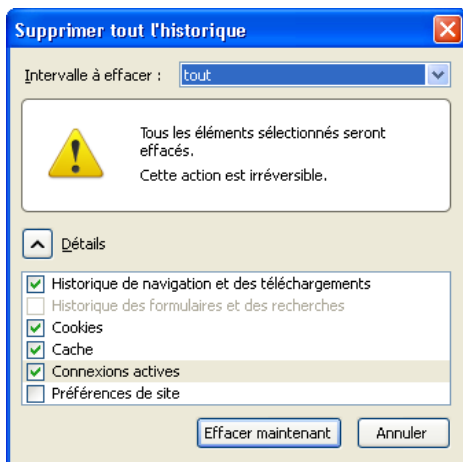 Supprimer tout l'historique
Intervalle à effacer : tout
Tous les éléments sélectionnés seront
effacés.
Cette action est irréversible.
Détails
Historique de navigation et des téléchargements
Historique des formulaires et des recherches
Cookies
Cache
Connexions actives
Préférences de site
Effacer maintenant Annuler